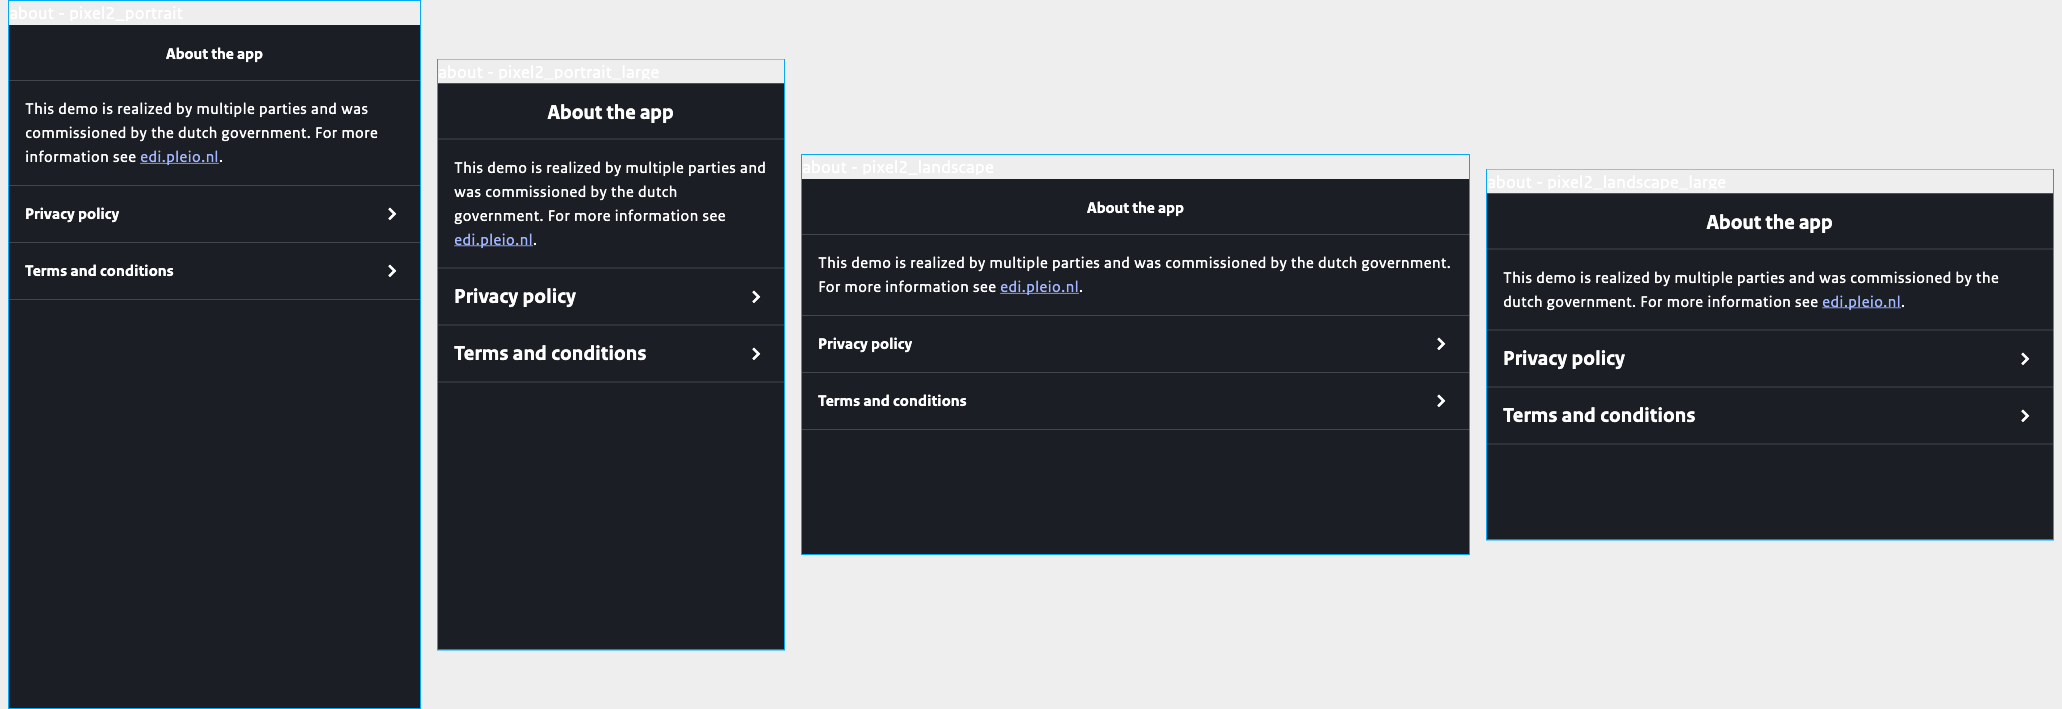 about - pixel2_portrait
About the app
This demo is realized by multiple parties and was
commissioned by the dutch government. For more
information see edi.pleio.nl.
Privacy policy
Terms and conditions
about - pixel2_portrait_large
About the app
This demo is realized by multiple parties and
was commissioned by the dutch
government. For more information see
edi.pleio.nl.
Privacy policy
Terms and conditions
about - pixel2_landscape
About the app
This demo is realized by multiple parties and was commissioned by the dutch government.
For more information see edi.pleio.nl.
Privacy policy
Terms and conditions
about - pixel2_landscape_large
About the app
This demo is realized by multiple parties and was commissioned by the
dutch government. For more information see edi.pleio.nl.
Privacy policy
Terms and conditions